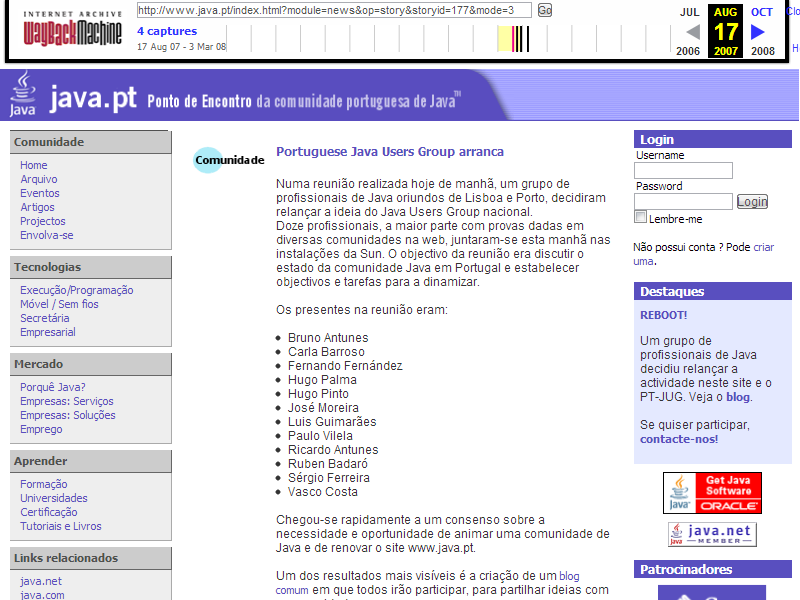 INTERNET ARCHIVE
WayBackMachine
http://www.java.pt/index.html?module=news&op=story&storyid=177&mode=3
Go
4 captures
17 Aug 07 - 3 Mar 08
JUL AUG OCT
17
2006 2007 2008
Clo
H
Java
java.pt Ponto de Encontro da comunidade portuguesa de Java™
Comunidade
Home
Arquivo
Eventos
Artigos
Projectos
Envolva-se
Tecnologias
Execução/Programação
Móvel / Sem fios
Secretária
Empresarial
Mercado
Porquê Java?
Empresas: Serviços
Empresas: Soluções
Emprego
Aprender
Formação
Universidades
Certificação
Tutoriais e Livros
Links relacionados
java.net
java.com
Comunidade
Portuguese Java Users Group arranca
Numa reunião realizada hoje de manhã, um grupo de
profissionais de Java oriundos de Lisboa e Porto, decidiram
relançar a ideia do Java Users Group nacional.
Doze profissionais, a maior parte com provas dadas em
diversas comunidades na web, juntaram-se esta manhã nas
instalações da Sun. O objectivo da reunião era discutir o
estado da comunidade Java em Portugal e estabelecer
objectivos e tarefas para a dinamizar.
Os presentes na reunião eram:
• Bruno Antunes
• Carla Barroso
• Fernando Fernández
• Hugo Palma
• Hugo Pinto
• José Moreira
• Luis Guimarães
• Paulo Vilela
• Ricardo Antunes
• Ruben Badaró
• Sérgio Ferreira
• Vasco Costa
Chegou-se rapidamente a um consenso sobre a
necessidade e oportunidade de animar uma comunidade de
Java e de renovar o site www.java.pt.
Um dos resultados mais visíveis é a criação de um blog
comum em que todos irão participar, para partilhar ideias com
Login
Username
Password
Login
Lembre-me
Não possui conta ? Pode criar
uma.
Destaques
REBOOT!
Um grupo de
profissionais de Java
decidiu relançar a
actividade neste site e o
PT-JUG. Veja o blog.
Se quiser participar,
contacte-nos!
Java
Get Java
Software
ORACLE
java.net
MEMBER
Patrocinadores